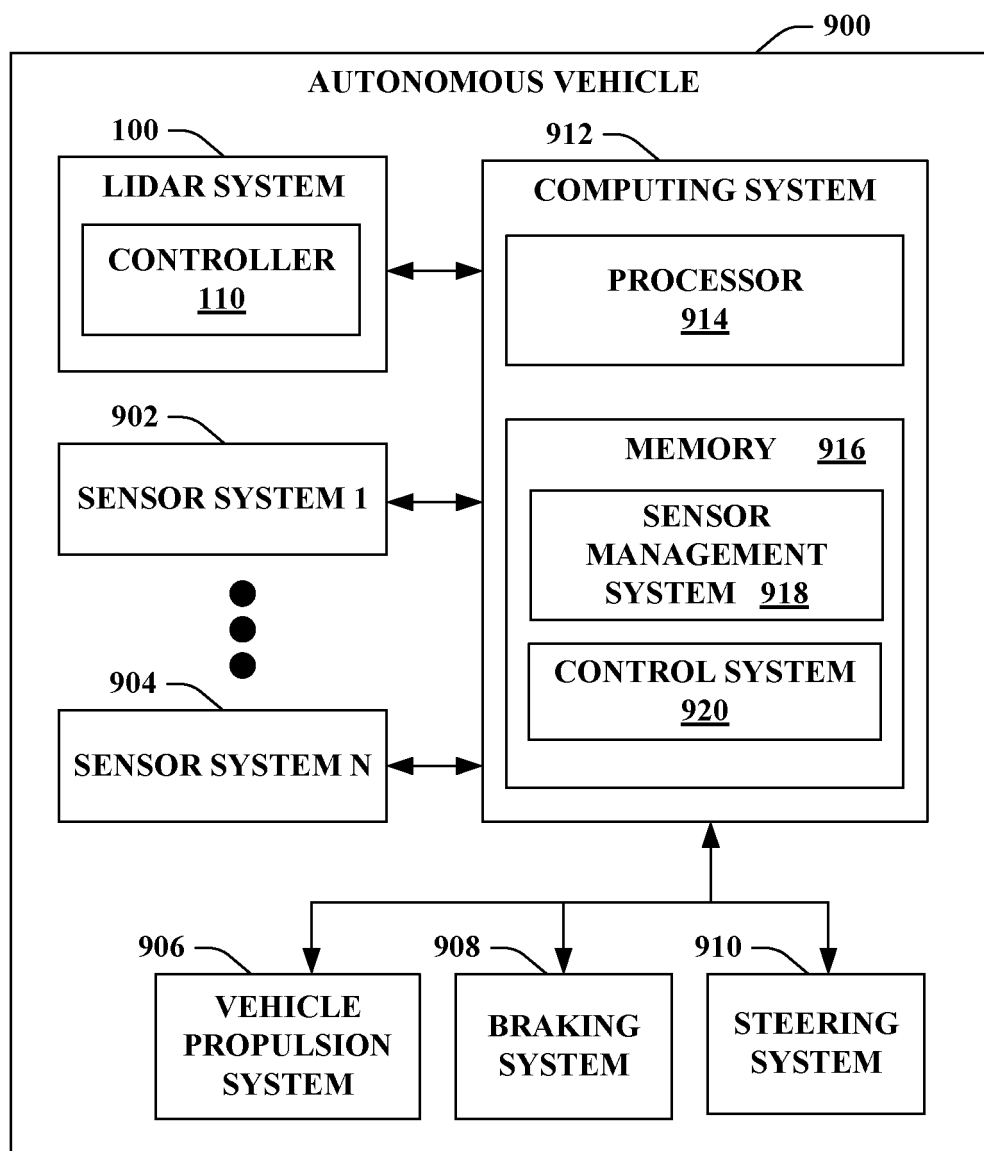 900
AUTONOMOUS VEHICLE
100
LIDAR SYSTEM
CONTROLLER
110
912
COMPUTING SYSTEM
PROCESSOR
914
902
SENSOR SYSTEM 1
MEMORY 916
SENSOR
MANAGEMENT
SYSTEM 918
CONTROL SYSTEM
920
904
SENSOR SYSTEM N
906
VEHICLE
PROPULSION
SYSTEM
908
BRAKING
SYSTEM
910
STEERING
SYSTEM